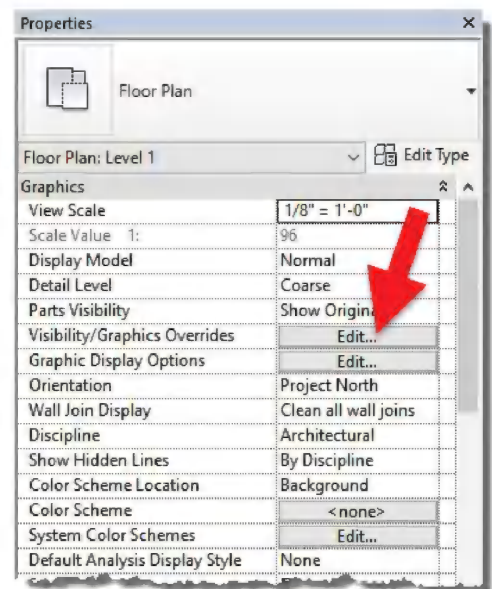 Properties ×
Floor Plan
Floor Plan: Level 1 Edit Type
Graphics
View Scale 1/8" = 1'-0"
Scale Value 1: 96
Display Model Normal
Detail Level Coarse
Parts Visibility Show Origina
Visibility/Graphics Overrides Edit...
Graphic Display Options Edit...
Orientation Project North
Wall Join Display Clean all wall joins
Discipline Architectural
Show Hidden Lines By Discipline
Color Scheme Location Background
Color Scheme <none>
System Color Schemes Edit...
Default Analysis Display Style None